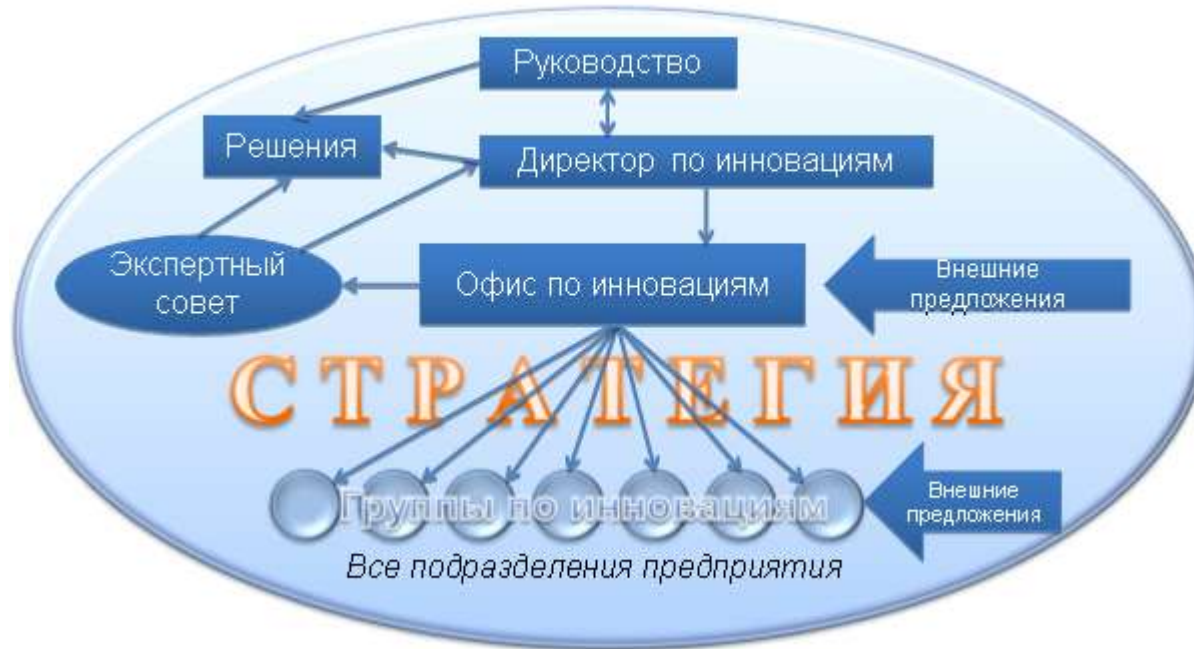 Руководство
Решения
Директор по инновациям
Экспертный
совет
Офис по инновациям
Внешние
предложения
СТРАТЕГИЯ
Группы по инновациям
Внешние
предложения
Все подразделения предприятия